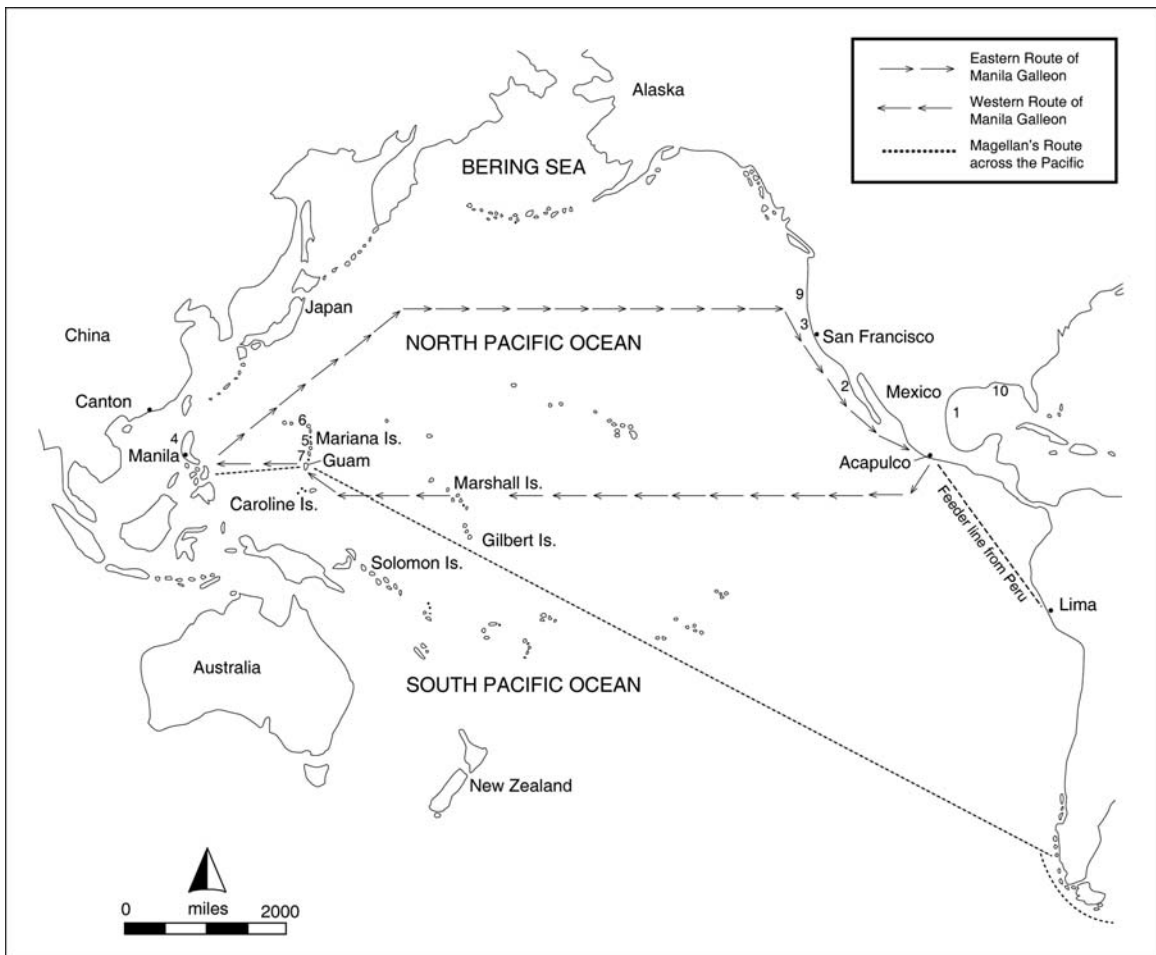 Eastern Route of
Manila Galleon
Western Route of
Manila Galleon
Magellan's Route
across the Pacific
Alaska
BERING SEA
Japan
China
NORTH PACIFIC OCEAN
9
3
San Francisco
Canton
2
Mexico
1
10
4
Manila
6
5
Mariana Is.
7
Guam
Acapulco
Caroline Is.
Marshall Is.
Gilbert Is.
Feeder line from Peru
Solomon Is.
Lima
Australia
SOUTH PACIFIC OCEAN
New Zealand
0 miles 2000